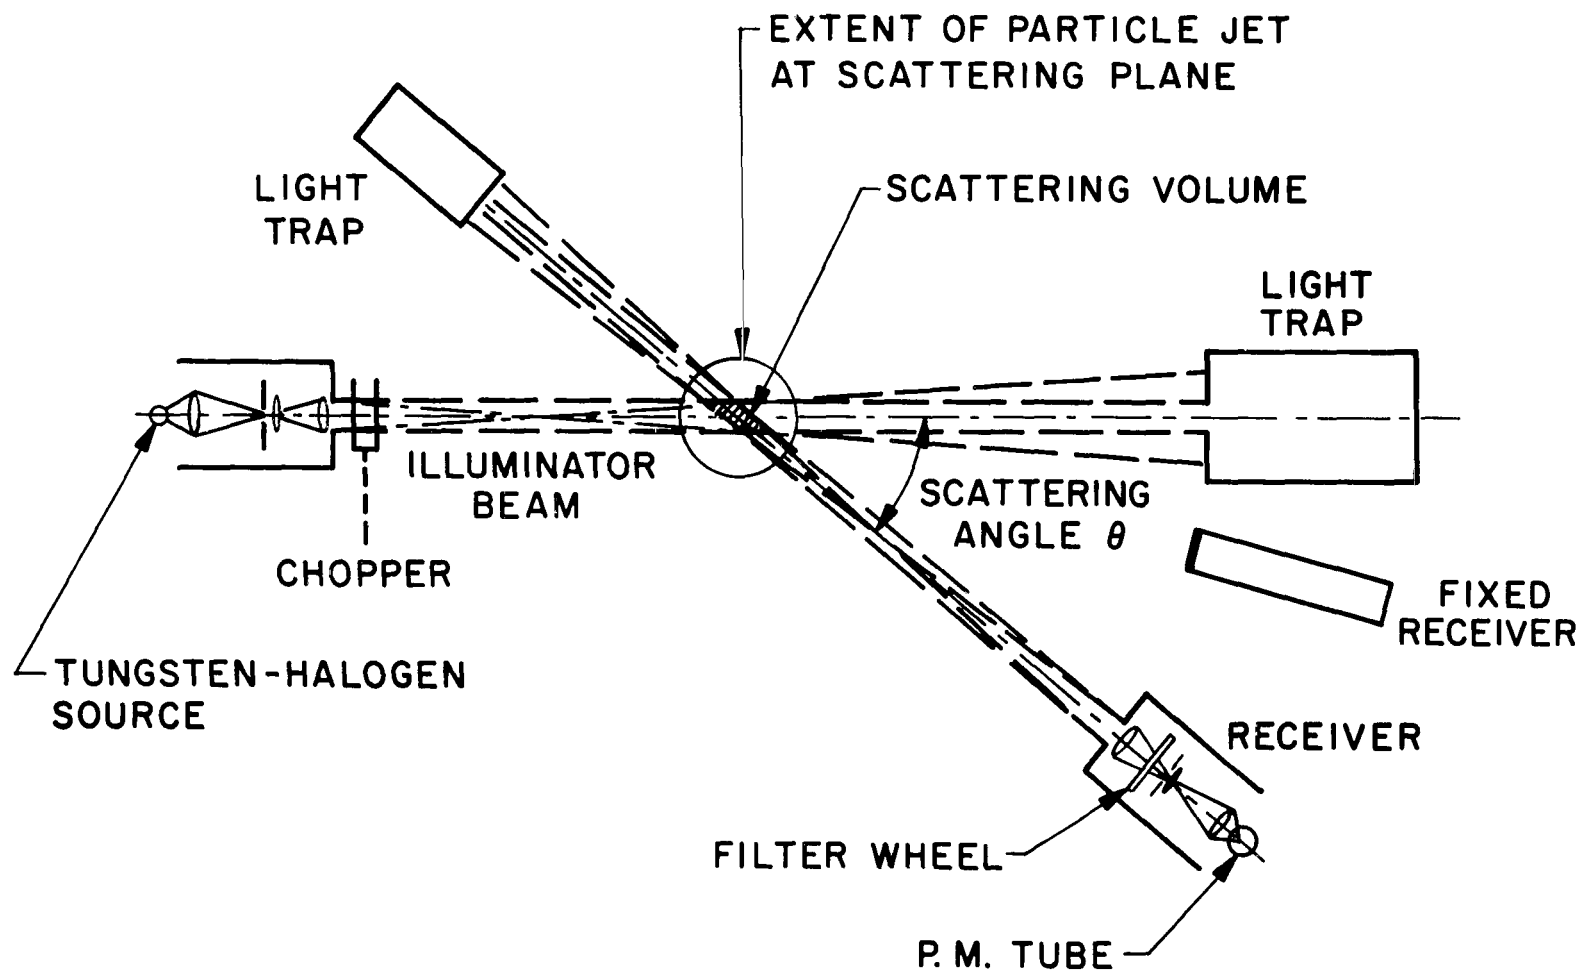 EXTENT OF PARTICLE JET
AT SCATTERING PLANE
LIGHT
TRAP
SCATTERING VOLUME
LIGHT
TRAP
ILLUMINATOR
BEAM
SCATTERING
ANGLE θ
CHOPPER
FIXED
RECEIVER
TUNGSTEN-HALOGEN
SOURCE
RECEIVER
FILTER WHEEL
P.M. TUBE